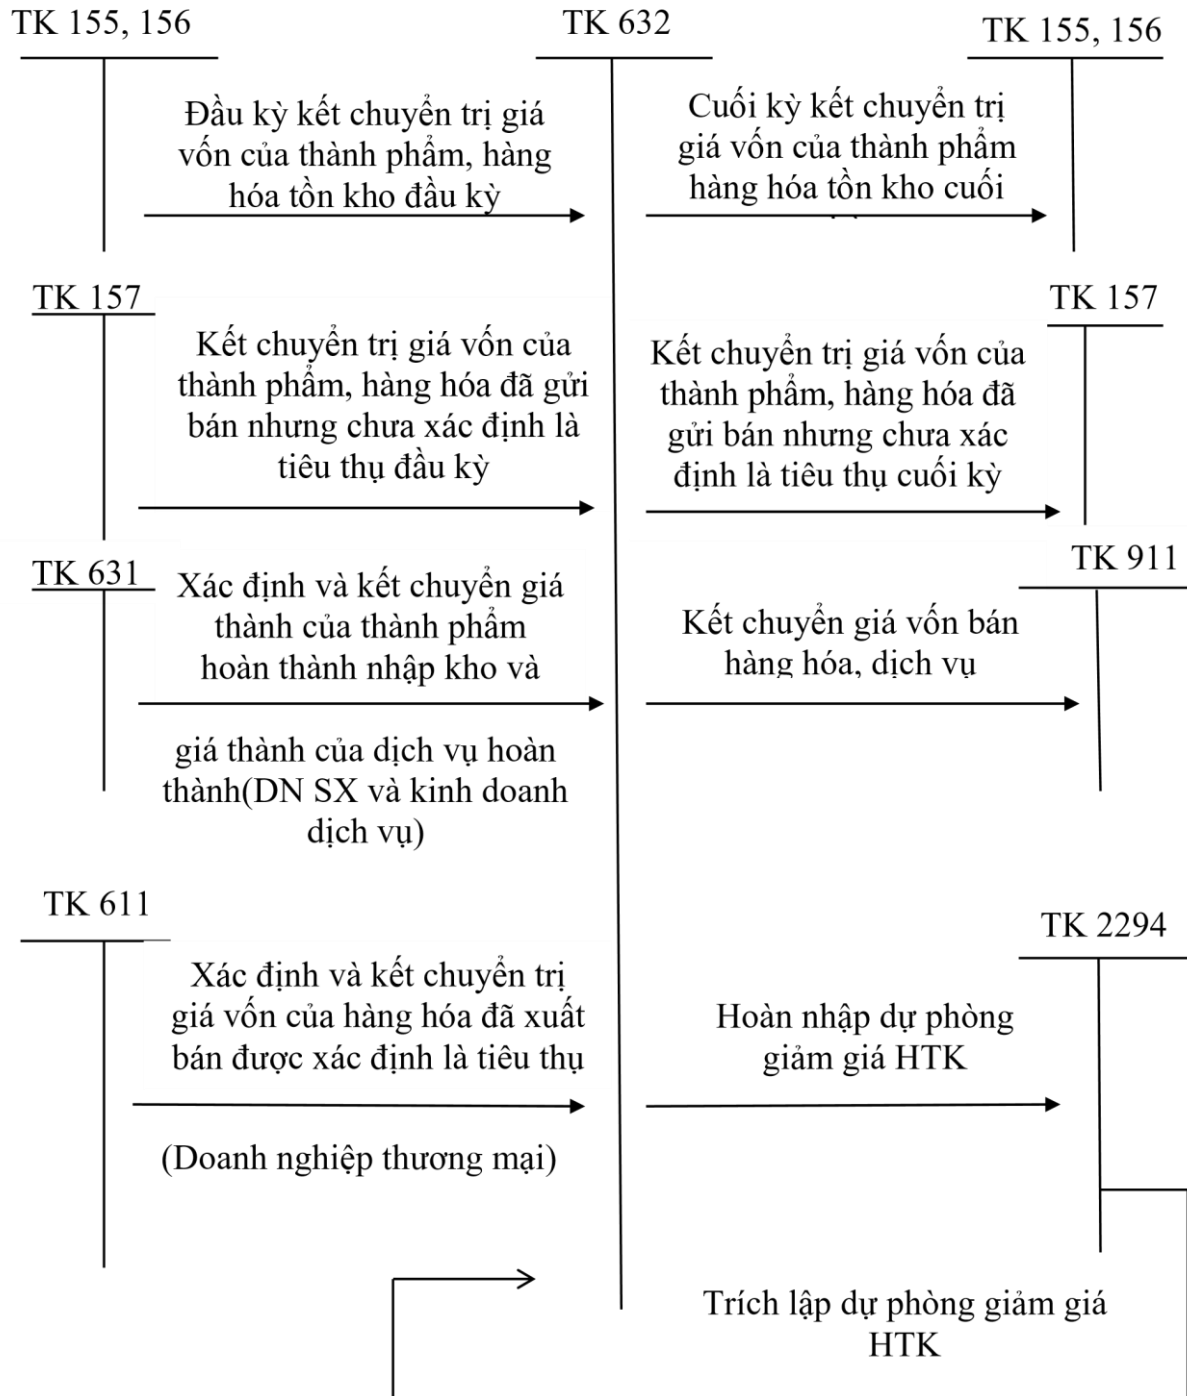 TK 155, 156
TK 632
TK 155, 156
Đầu kỳ kết chuyển trị giá
vốn của thành phẩm, hàng
hóa tồn kho đầu kỳ
Cuối kỳ kết chuyển trị
giá vốn của thành phẩm
hàng hóa tồn kho cuối
TK 157
TK 157
Kết chuyển trị giá vốn của
thành phẩm, hàng hóa đã gửi
bán nhưng chưa xác định là
tiêu thụ đầu kỳ
Kết chuyển trị giá vốn của
thành phẩm, hàng hóa đã
gửi bán nhưng chưa xác
định là tiêu thụ cuối kỳ
TK 631
TK 911
Xác định và kết chuyển giá
thành của thành phẩm
hoàn thành nhập kho và
giá thành của dịch vụ hoàn
thành(DN SX và kinh doanh
dịch vụ)
Kết chuyển giá vốn bán
hàng hóa, dịch vụ
TK 611
TK 2294
Xác định và kết chuyển trị
giá vốn của hàng hóa đã xuất
bán được xác định là tiêu thụ
(Doanh nghiệp thương mại)
Hoàn nhập dự phòng
giảm giá HTK
Trích lập dự phòng giảm giá
HTK